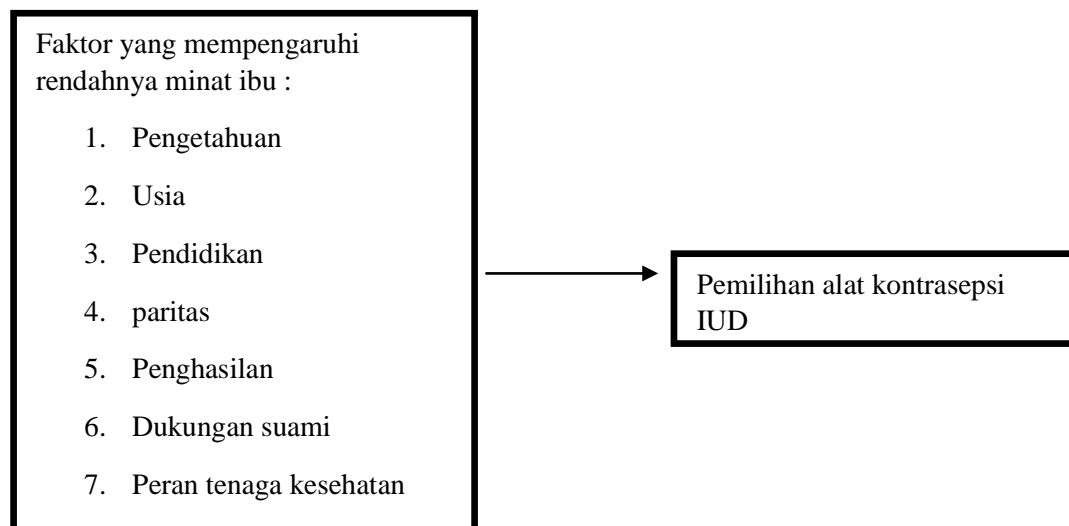 Faktor yang mempengaruhi
rendahnya minat ibu :
1. Pengetahuan
2. Usia
3. Pendidikan
4. paritas
5. Penghasilan
6. Dukungan suami
7. Peran tenaga kesehatan
Pemilihan alat kontrasepsi
IUD